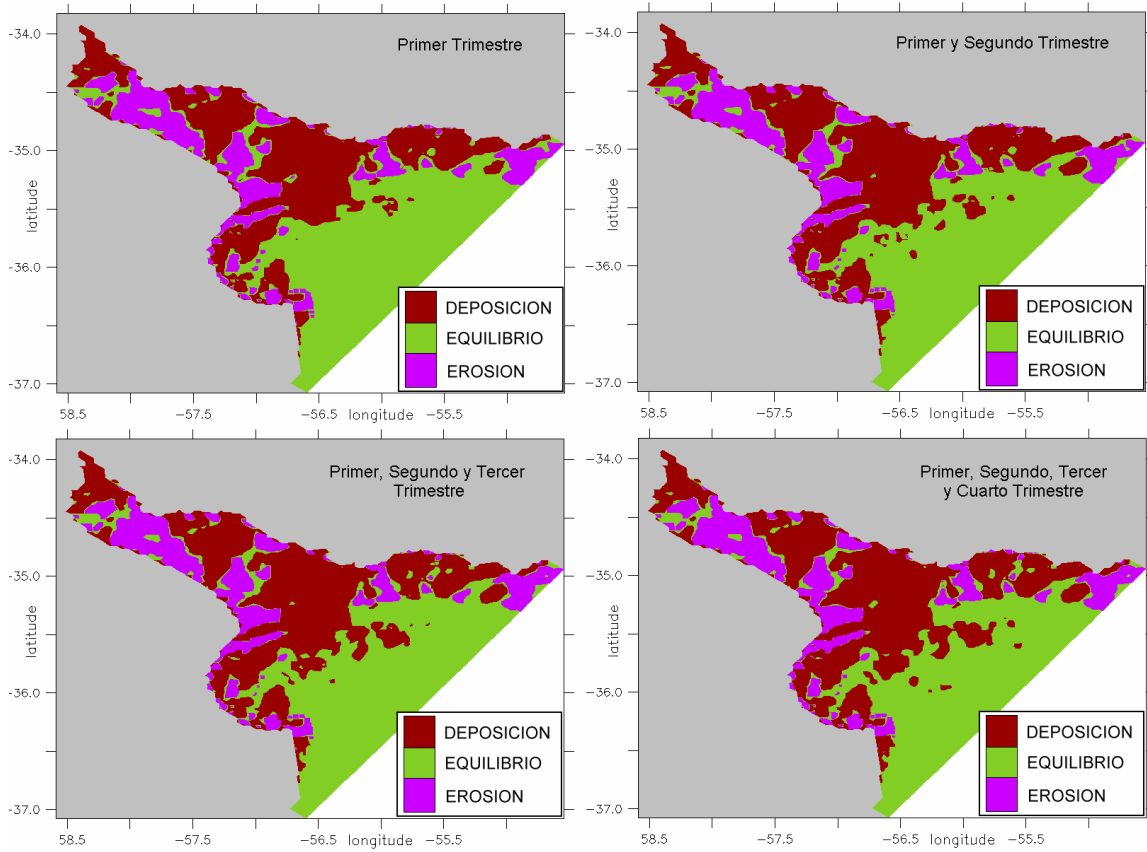 Primer Trimestre
-34.0
-35.0
-36.0
-37.0
latitude
DEPOSICION
EQUILIBRIO
EROSION
58.5
-57.5
-56.5
longitude
-55.5
Primer y Segundo Trimestre
-34.0
-35.0
-36.0
-37.0
latitude
DEPOSICION
EQUILIBRIO
EROSION
58.5
-57.5
-56.5
longitude
-55.5
Primer, Segundo y Tercer
Trimestre
-34.0
-35.0
-36.0
-37.0
latitude
DEPOSICION
EQUILIBRIO
EROSION
58.5
-57.5
-56.5
longitude
-55.5
Primer, Segundo, Tercer
y Cuarto Trimestre
-34.0
-35.0
-36.0
-37.0
latitude
DEPOSICION
EQUILIBRIO
EROSION
58.5
-57.5
-56.5
longitude
-55.5